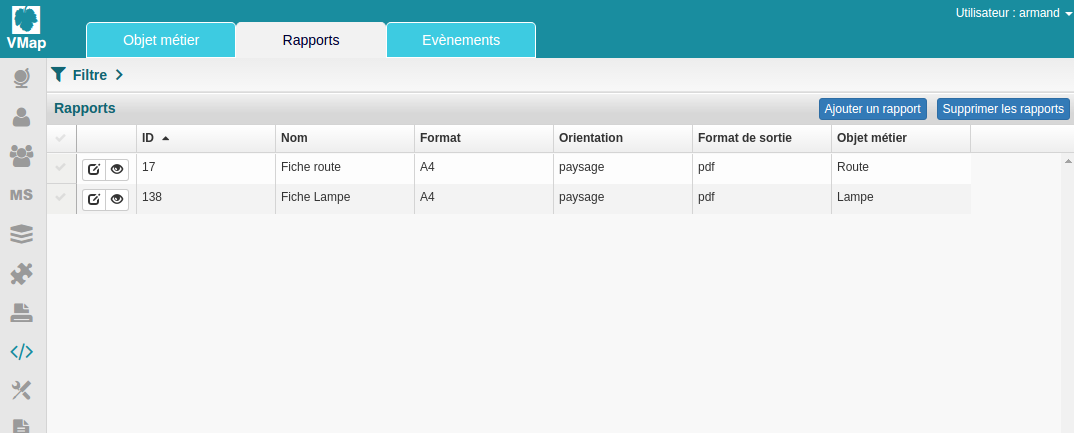 Utilisateur : armand
VMap
Objet métier Rapports Evènements
Filtre
Rapports Ajouter un rapport Supprimer les rapports
ID Nom Format Orientation Format de sortie Objet métier
17 Fiche route A4 paysage pdf Route
138 Fiche Lampe A4 paysage pdf Lampe
MS